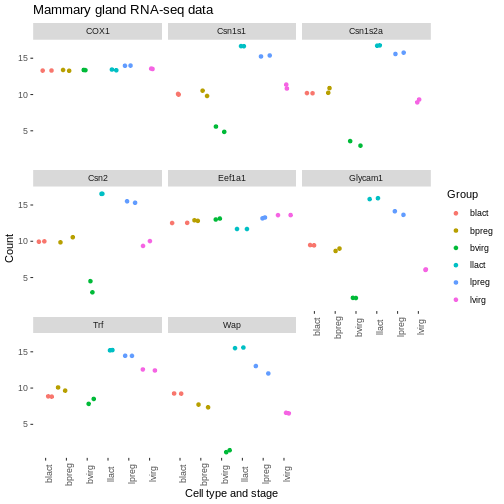 Mammary gland RNA-seq data
COX1 Csn1s1 Csn1s2a
15
10
5
Csn2 Eef1a1 Glycam1
15
10
5
Trf Wap
15
10
5
blact bpreg bvirg llact lpreg lvirg
blact bpreg bvirg llact lpreg lvirg
blact bpreg bvirg llact lpreg lvirg
Cell type and stage
Count
Group
blact
bpreg
bvirg
llact
lpreg
lvirg